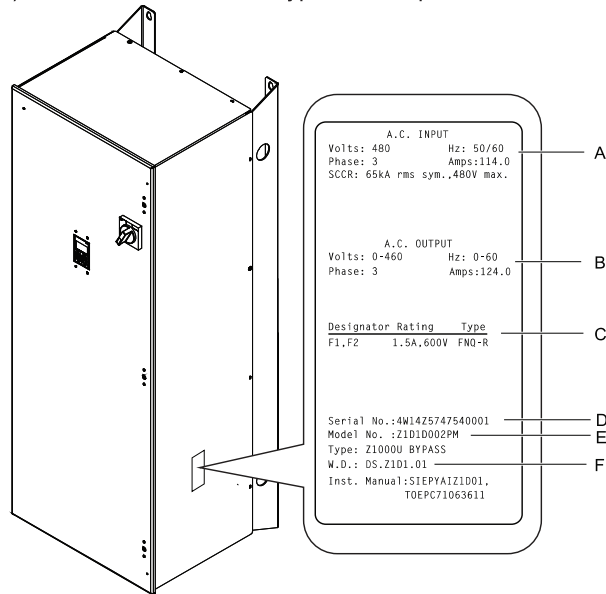 A.C. INPUT
Volts: 480 Hz: 50/60
Phase: 3 Amps:114.0
SCCR: 65kA rms sym.,480V max.
A
A.C. OUTPUT
Volts: 0-460 Hz: 0-60
Phase: 3 Amps:124.0
B
Designator Rating Type
F1,F2 1.5A,600V FNQ-R
C
Serial No.:4W14Z5747540001
D
Model No. :Z1D1D002PM
E
Type: Z1000U BYPASS
W.D.: DS.Z1D1.01
F
Inst. Manual:SIEPYAIZ1D01,
TOEPC71063611